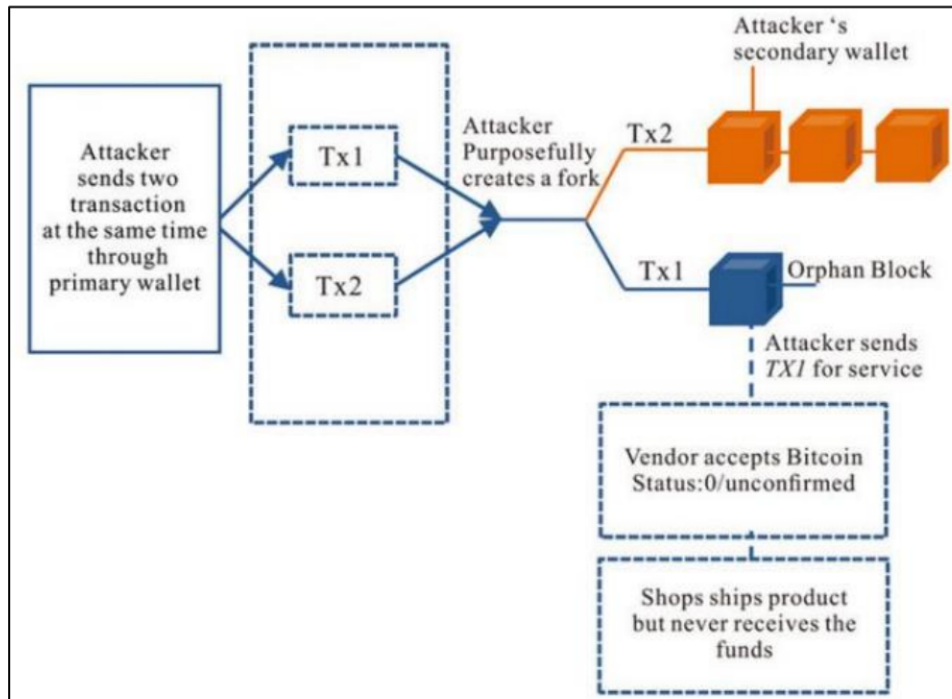 Attacker
sends two
transaction
at the same time
through
primary wallet
Tx1
Tx2
Attacker
Purposefully
creates a fork
Tx2
Attacker ‘s
secondary wallet
Tx1
Orphan Block
Attacker sends
TX1 for service
Vendor accepts Bitcoin
Status:0/unconfirmed
Shops ships product
but never receives the
funds